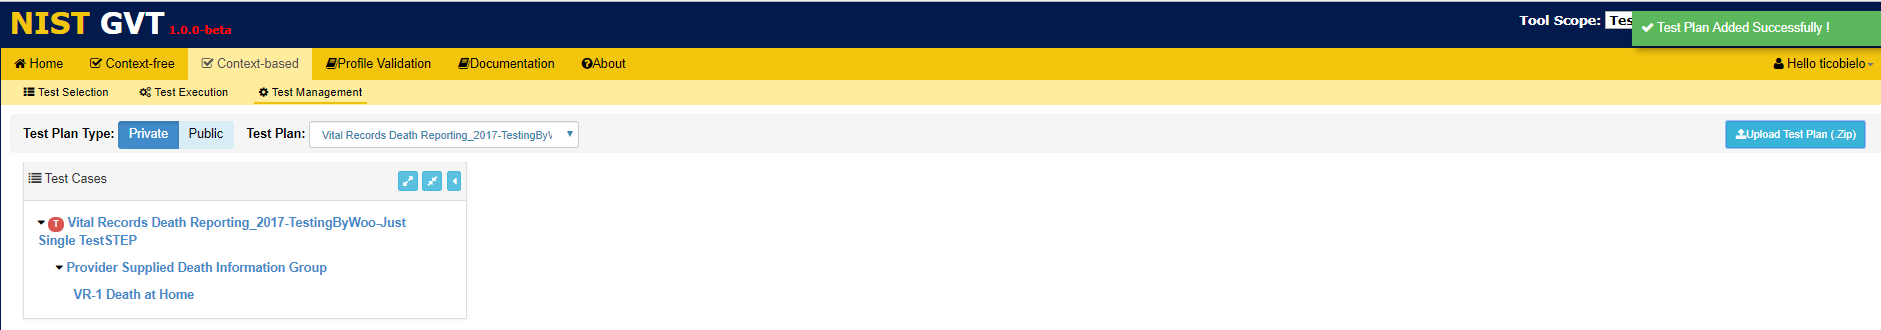 NIST GVT 1.0.0-beta
Tool Scope:
Test Plan Added Successfully !
Home Context-free Context-based Profile Validation Documentation About Hello ticobielo
Test Selection Test Execution Test Management
Test Plan Type: Private Public Test Plan: Vital Records Death Reporting_2017-TestingByW Upload Test Plan (.Zip)
Test Cases
T Vital Records Death Reporting_2017-TestingByWoo-Just
Single TestSTEP
Provider Supplied Death Information Group
VR-1 Death at Home